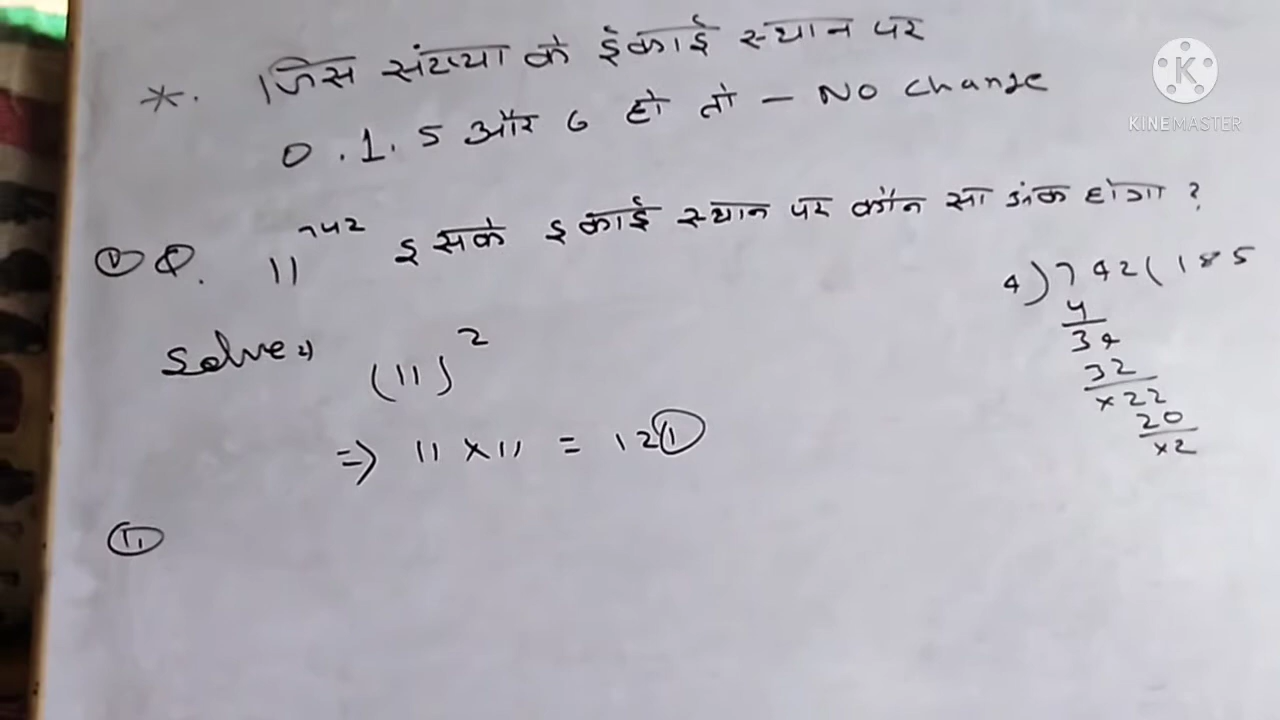 *. जिस संख्या के ईकाई स्थान पर
0.1.5 और 6 हो तो - No change
① Q. 11^742 इसके इकाई स्थान पर कौन सा अंक होगा ?
Solve⇒ (11)^2
⇒ 11 × 11 = 121
4) 742 ( 185
4
34
32
×22
20
×2
KINEMASTER